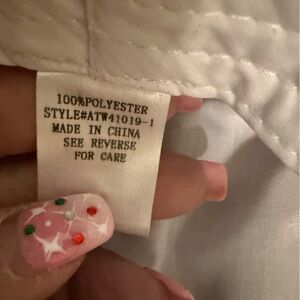 100%POLYESTER
STYLE#ATW41019-1
MADE IN CHINA
SEE REVERSE
FOR CARE